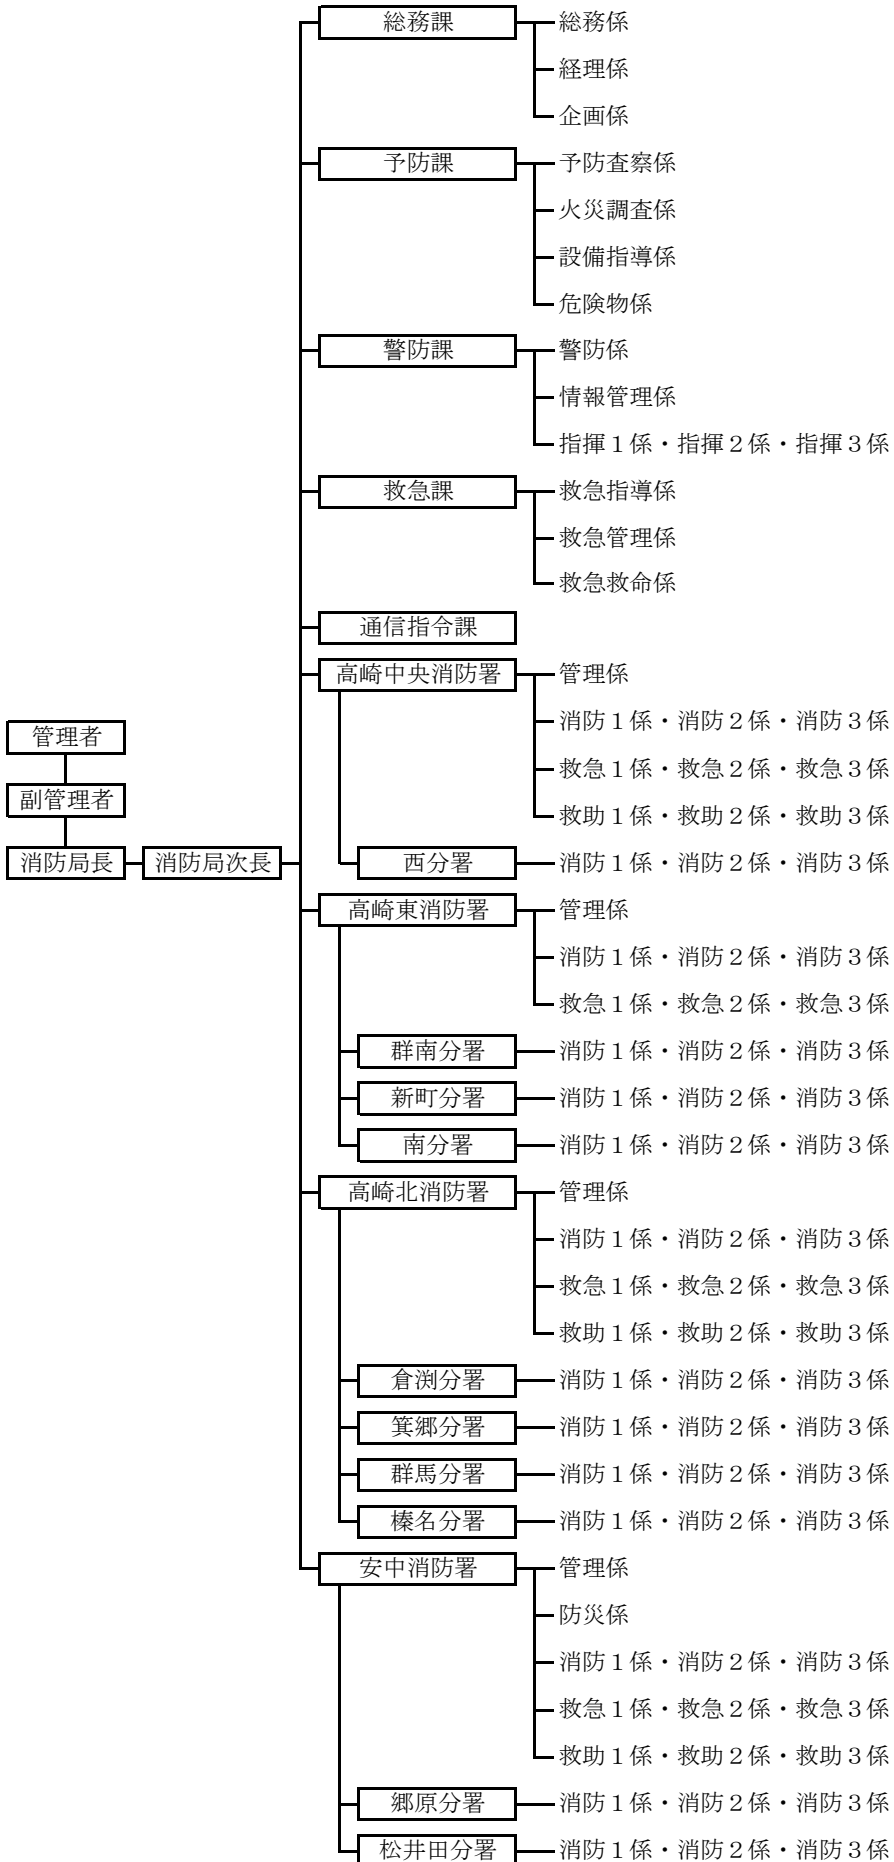 総務課 総務係
経理係
企画係
予防課 予防査察係
火災調査係
設備指導係
危険物係
警防課 警防係
情報管理係
指揮１係・指揮２係・指揮３係
救急課 救急指導係
救急管理係
救急救命係
通信指令課
高崎中央消防署 管理係
消防１係・消防２係・消防３係
管理者
救急１係・救急２係・救急３係
副管理者
救助１係・救助２係・救助３係
消防局長 消防局次長 西分署 消防１係・消防２係・消防３係
高崎東消防署 管理係
消防１係・消防２係・消防３係
救急１係・救急２係・救急３係
群南分署 消防１係・消防２係・消防３係
新町分署 消防１係・消防２係・消防３係
南分署 消防１係・消防２係・消防３係
高崎北消防署 管理係
消防１係・消防２係・消防３係
救急１係・救急２係・救急３係
救助１係・救助２係・救助３係
倉渕分署 消防１係・消防２係・消防３係
箕郷分署 消防１係・消防２係・消防３係
群馬分署 消防１係・消防２係・消防３係
榛名分署 消防１係・消防２係・消防３係
安中消防署 管理係
防災係
消防１係・消防２係・消防３係
救急１係・救急２係・救急３係
救助１係・救助２係・救助３係
郷原分署 消防１係・消防２係・消防３係
松井田分署 消防１係・消防２係・消防３係